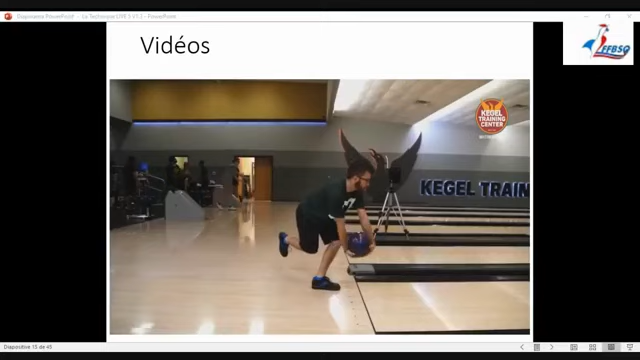 Diaporama PowerPoint - La Technique LIVE 5 V1.2 - PowerPoint
Vidéos
FFBSQ
KEGEL
TRAINING
CENTER
KEGEL TRAIN
Diapositive 15 de 45